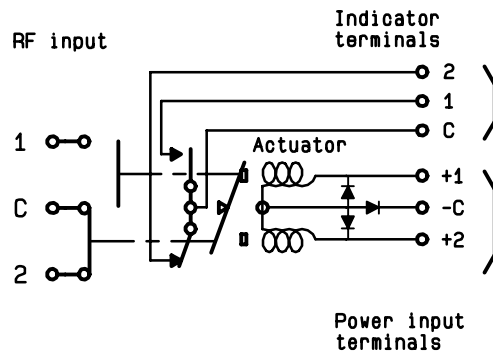 RF input
Indicator
terminals
2
1
C
1
C
2
Actuator
+1
-C
+2
Power input
terminals